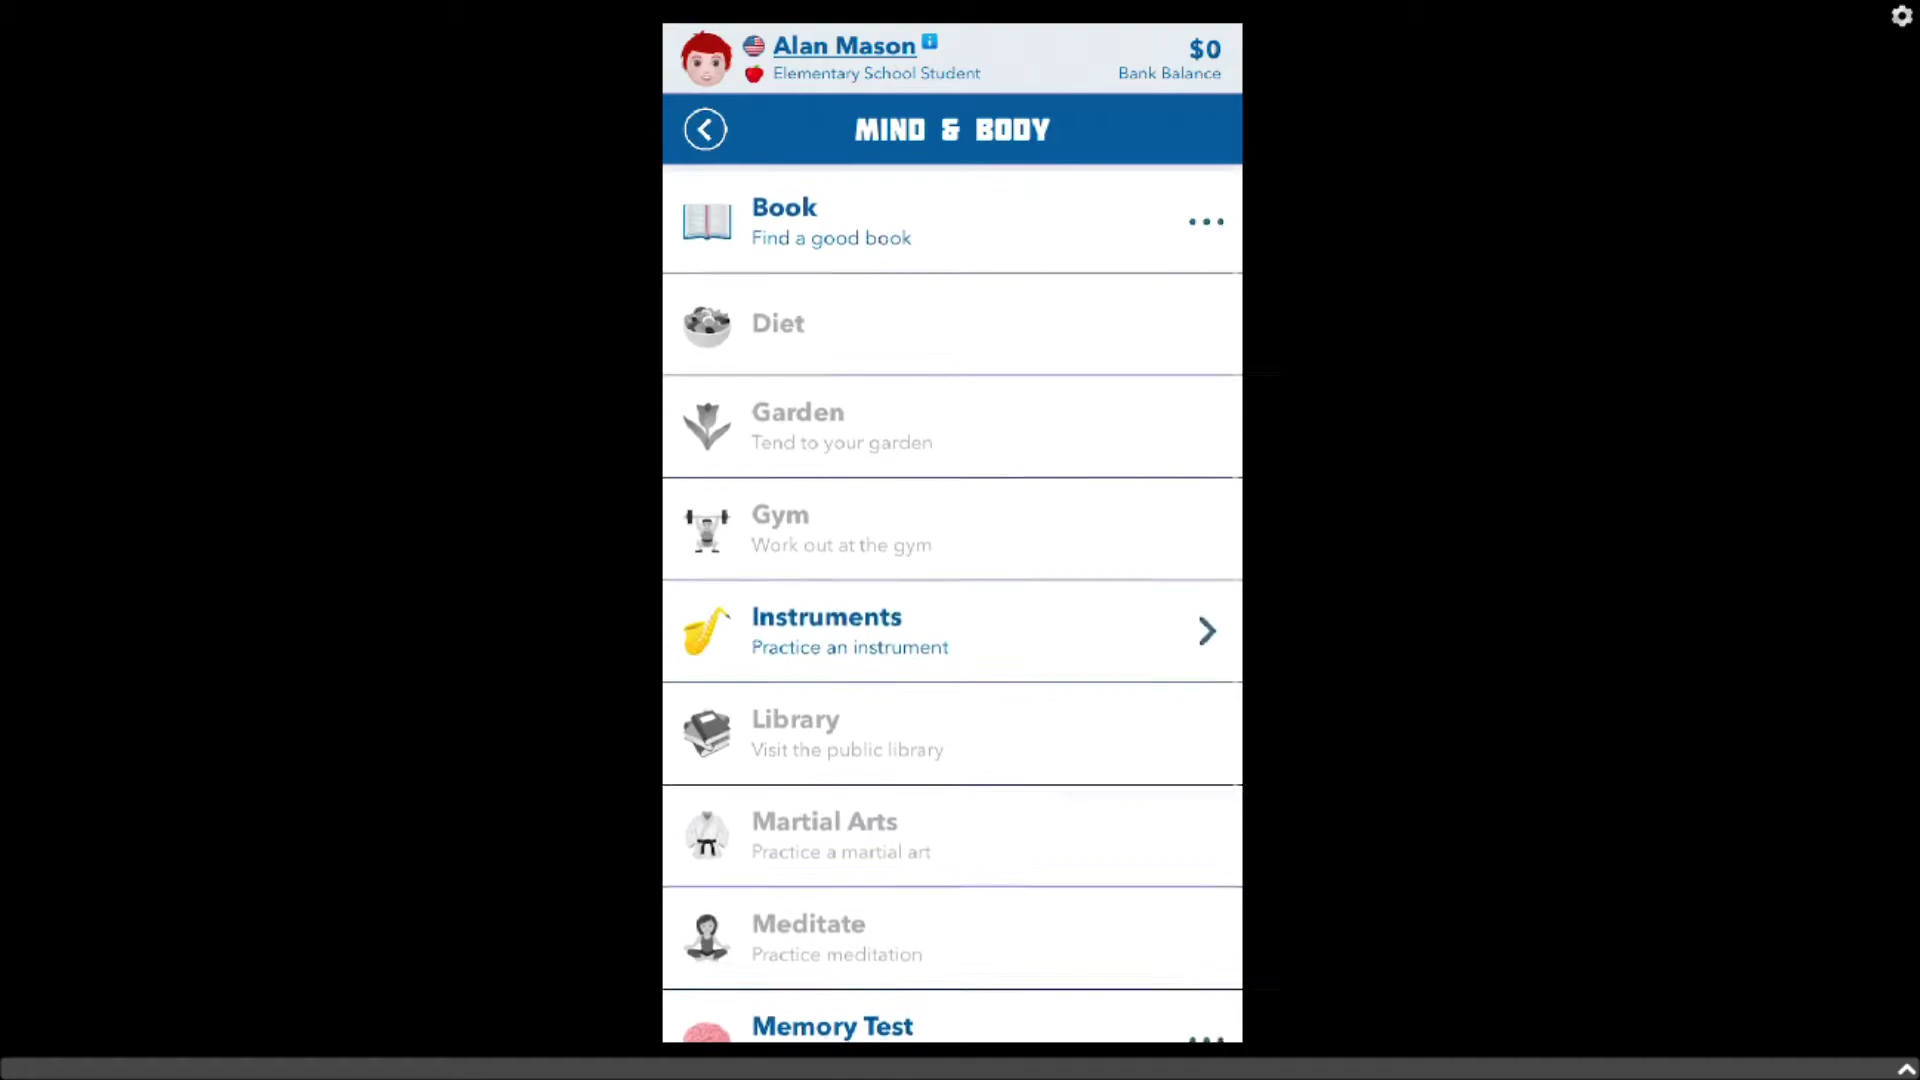 Alan Mason
$0
Elementary School Student
Bank Balance
MIND & BODY
Book
Find a good book
Diet
Garden
Tend to your garden
Gym
Work out at the gym
Instruments
Practice an instrument
Library
Visit the public library
Martial Arts
Practice a martial art
Meditate
Practice meditation
Memory Test